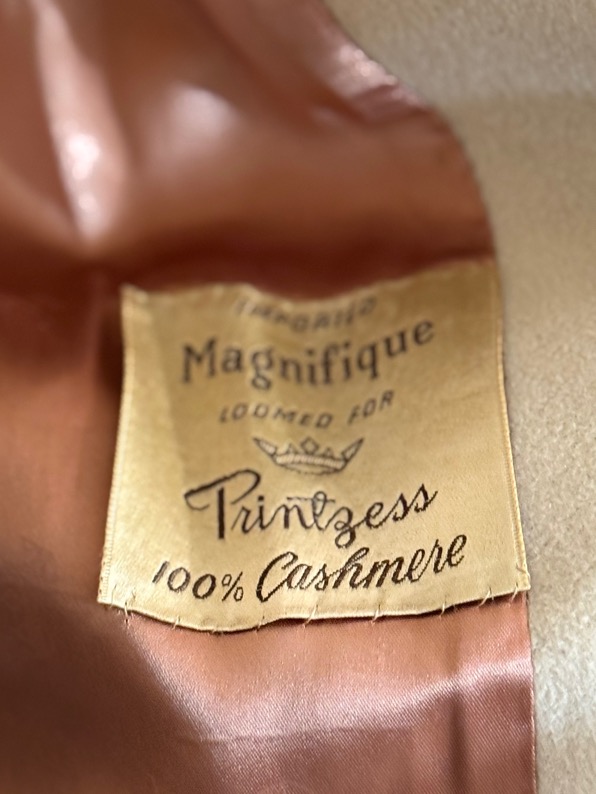 IMPORTED
Magnifique
LOOMED FOR
Printzess
100% Cashmere